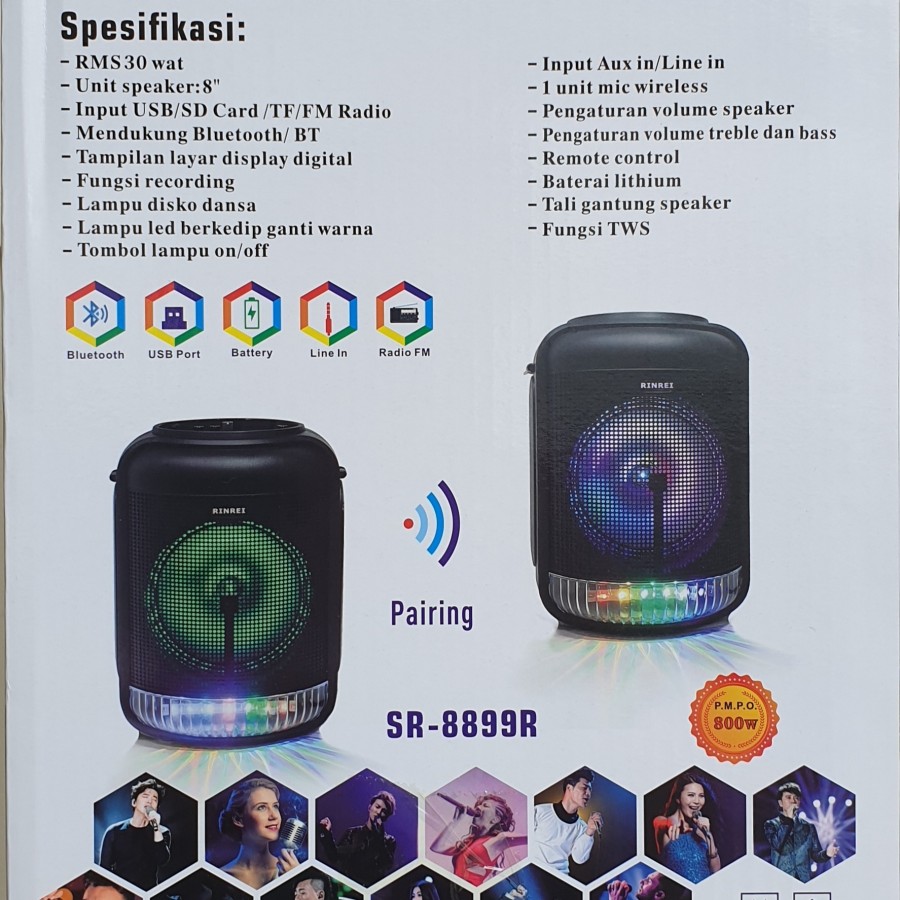 Spesifikasi:
- RMS 30 wat
- Unit speaker: 8"
- Input USB/SD Card /TF/FM Radio
- Mendukung Bluetooth/ BT
- Tampilan layar display digital
- Fungsi recording
- Lampu disko dansa
- Lampu led berkedip ganti warna
- Tombol lampu on/off
- Input Aux in/Line in
- 1 unit mic wireless
- Pengaturan volume speaker
- Pengaturan volume treble dan bass
- Remote control
- Baterai lithium
- Tali gantung speaker
- Fungsi TWS
Bluetooth
USB Port
Battery
Line In
Radio FM
RINREI
RINREI
Pairing
SR-8899R
P.M.P.O.
800w